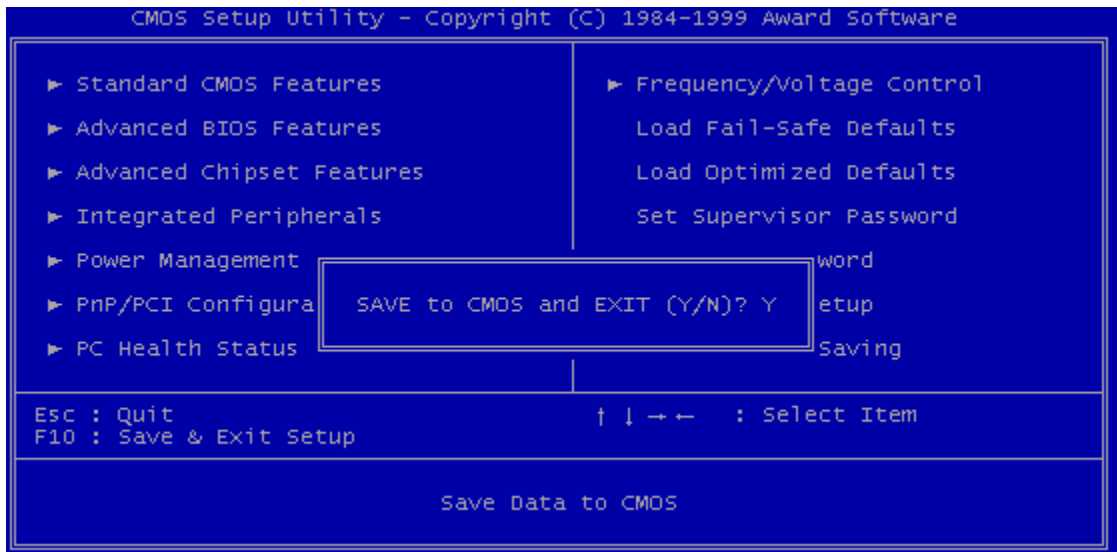 CMOS Setup Utility - Copyright (C) 1984-1999 Award Software
► Standard CMOS Features
► Advanced BIOS Features
► Advanced Chipset Features
► Integrated Peripherals
► Power Management
► PnP/PCI Configura
► PC Health Status
► Frequency/Voltage Control
Load Fail-Safe Defaults
Load Optimized Defaults
Set Supervisor Password
word
etup
Saving
SAVE to CMOS and EXIT (Y/N)? Y
Esc : Quit
F10 : Save & Exit Setup
↑ ↓ → ← : Select Item
Save Data to CMOS